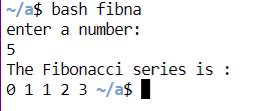 ~/a$ bash fibna
enter a number:
5
The Fibonacci series is :
0 1 1 2 3 ~/a$